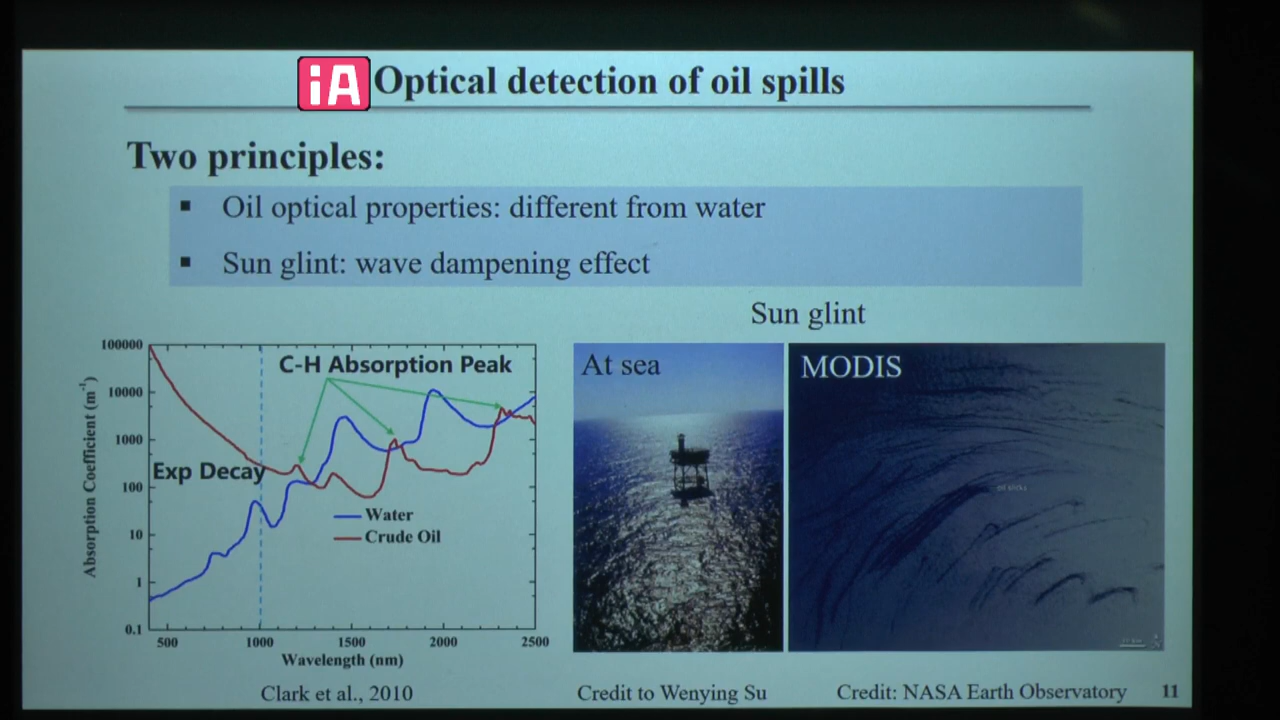 iA Optical detection of oil spills
Two principles:
▪ Oil optical properties: different from water
▪ Sun glint: wave dampening effect
Sun glint
At sea
MODIS
C-H Absorption Peak
Exp Decay
Water
Crude Oil
Absorption Coefficient (m⁻¹)
100000
10000
1000
100
10
1
0.1
500 1000 1500 2000 2500
Wavelength (nm)
Clark et al., 2010
Credit to Wenying Su
Credit: NASA Earth Observatory
11